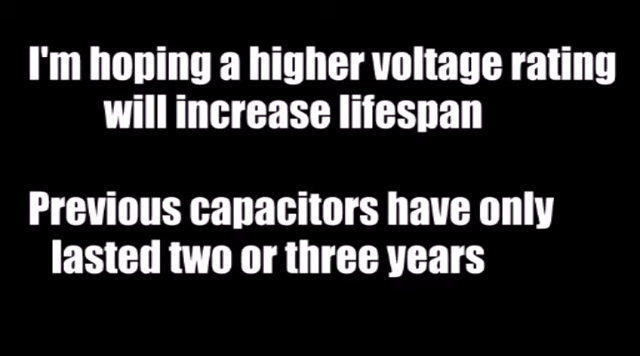 I'm hoping a higher voltage rating
will increase lifespan
Previous capacitors have only
lasted two or three years